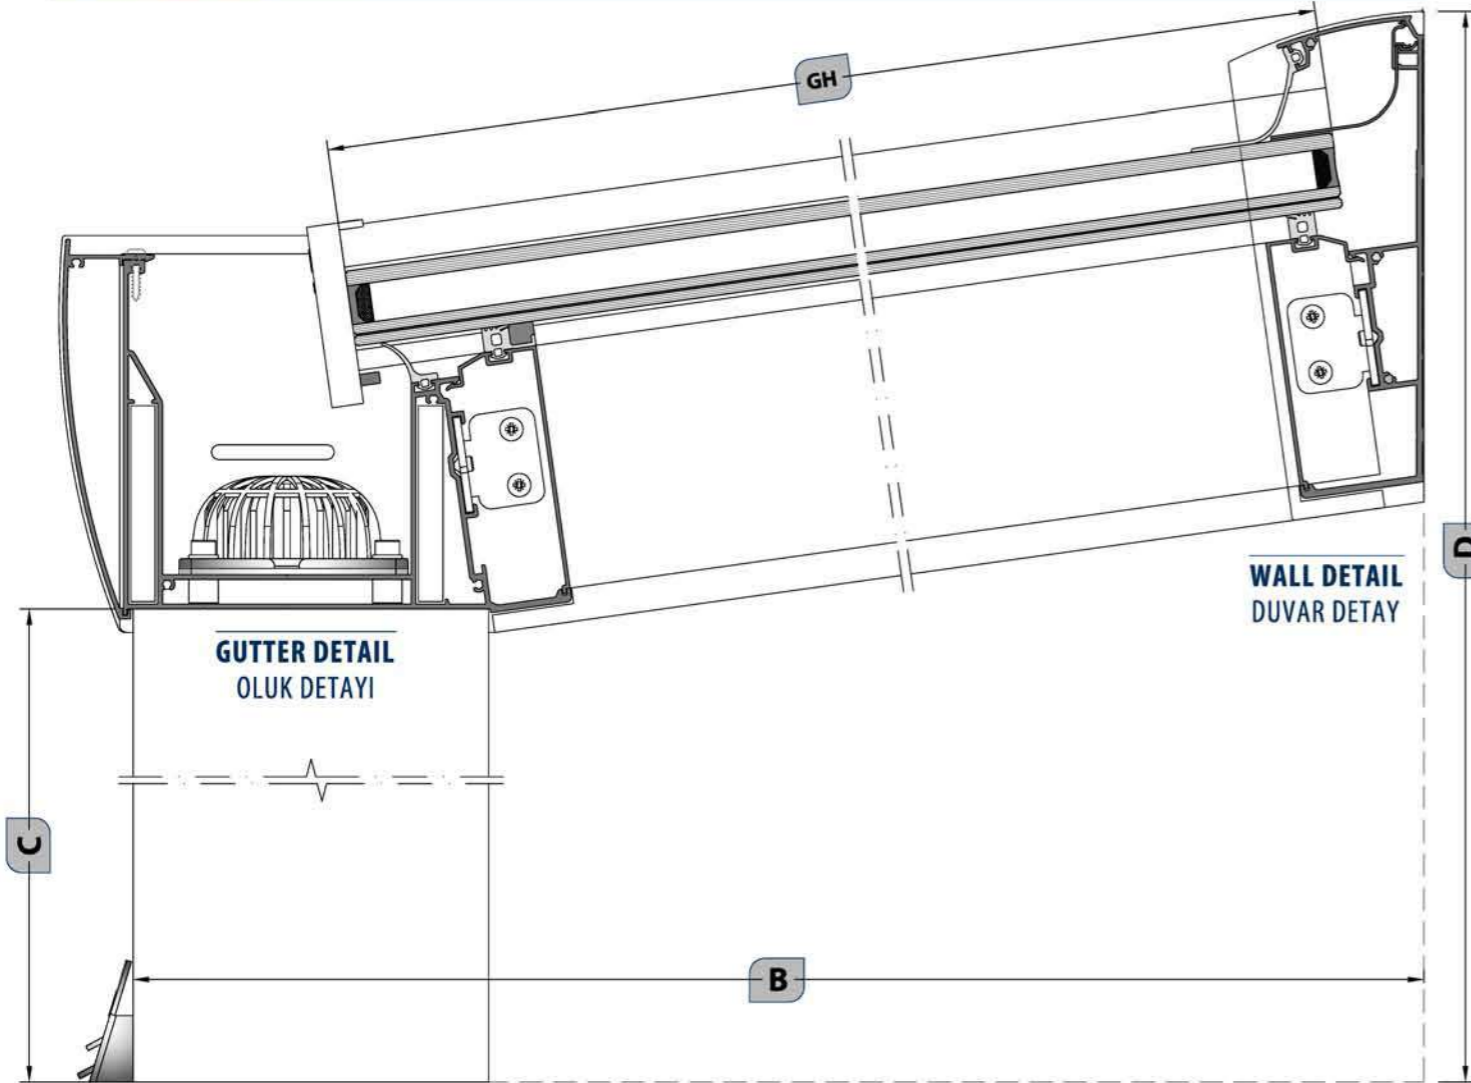 GH
WALL DETAIL
DUVAR DETAY
D
GUTTER DETAIL
OLUK DETAYI
C
B